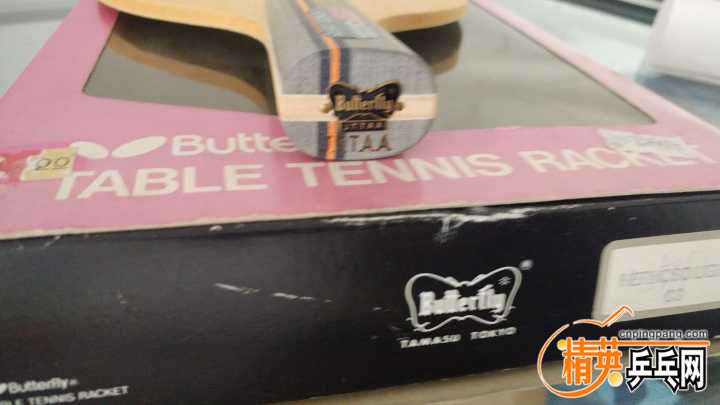 Butterfly
TAA
Butte
TABLE TENNIS RACKET
Butterfly
TAMASU TOKYO
Butterfly
TABLE TENNIS RACKET
cnpingpang.com
精英乒乓网